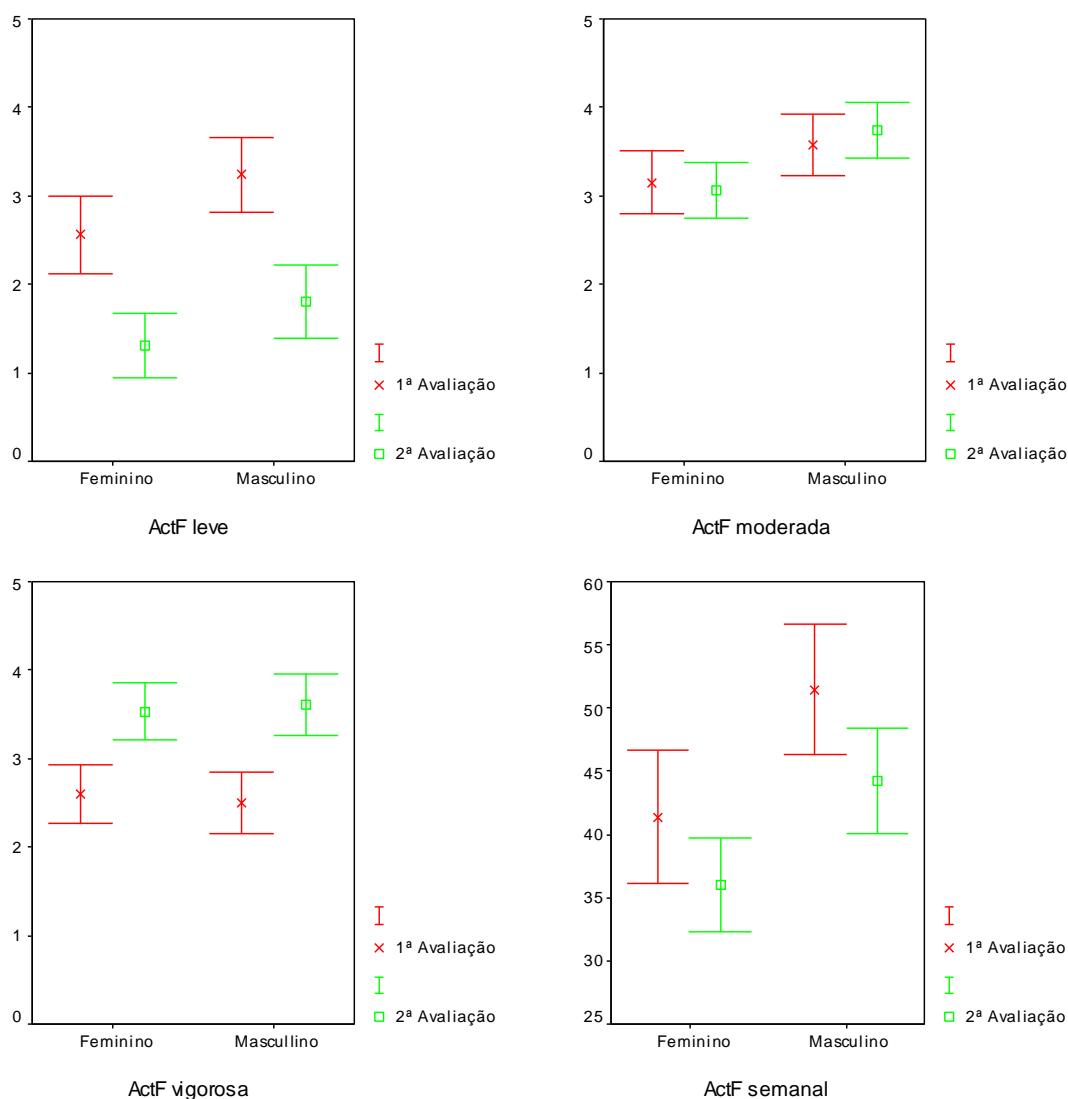 5
4
3
2
1
0
Feminino Masculino
1ª Avaliação
2ª Avaliação
ActF leve
5
4
3
2
1
0
Feminino Masculino
1ª Avaliação
2ª Avaliação
ActF moderada
5
4
3
2
1
0
Feminino Mascullino
1ª Avaliação
2ª Avaliação
ActF vigorosa
60
55
50
45
40
35
30
25
Feminino Masculino
1ª Avaliação
2ª Avaliação
ActF semanal